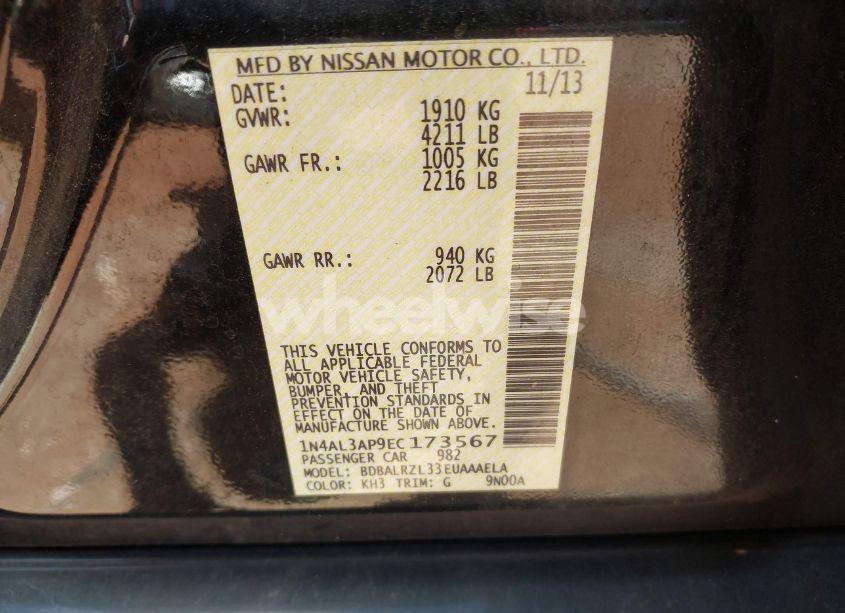 MFD BY NISSAN MOTOR CO., LTD.
DATE: 11/13
GVWR: 1910 KG
4211 LB
GAWR FR.: 1005 KG
2216 LB
GAWR RR.: 940 KG
2072 LB
wheelwise
THIS VEHICLE CONFORMS TO
ALL APPLICABLE FEDERAL
MOTOR VEHICLE SAFETY,
BUMPER, AND THEFT
PREVENTION STANDARDS IN
EFFECT ON THE DATE OF
MANUFACTURE SHOWN ABOVE.
1N4AL3AP9EC173567
PASSENGER CAR 982
MODEL: BDBALRZL33EUAAAELA
COLOR: KH3 TRIM: G 9N00A